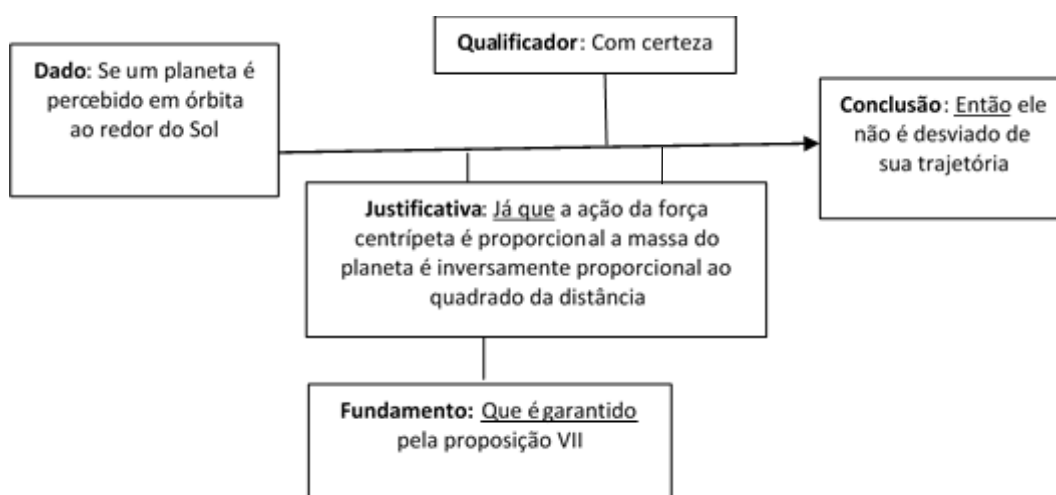 Dado: Se um planeta é
percebido em órbita
ao redor do Sol
Qualificador: Com certeza
Conclusão: Então ele
não é desviado de
sua trajetória
Justificativa: Já que a ação da força
centrípeta é proporcional a massa do
planeta é inversamente proporcional ao
quadrado da distância
Fundamento: Que é garantido
pela proposição VII